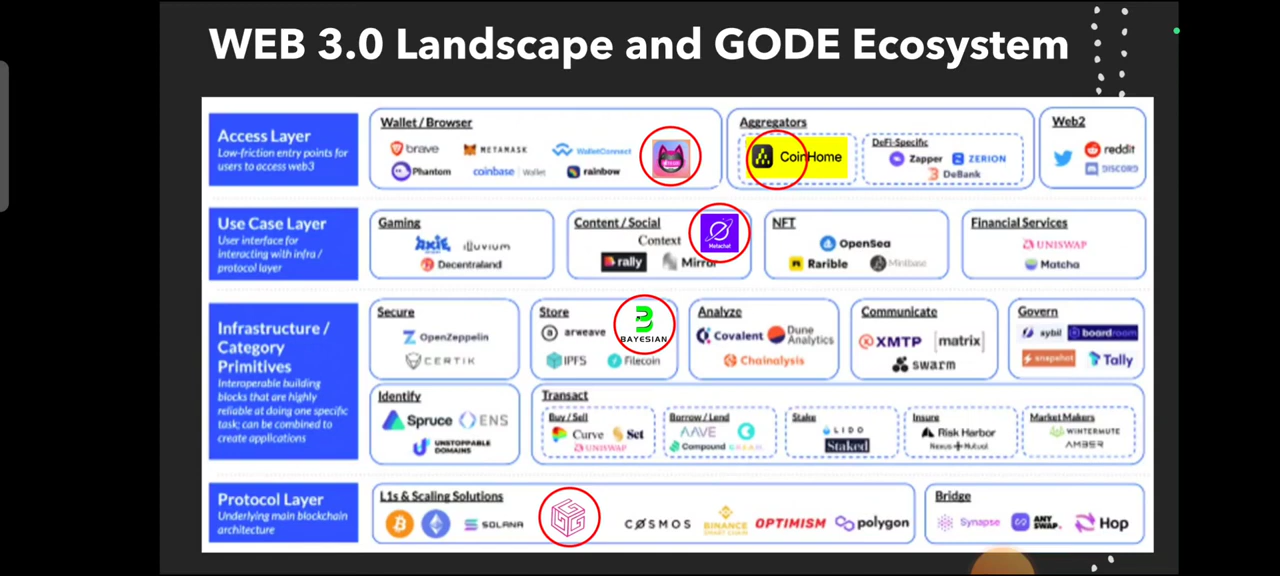 WEB 3.0 Landscape and GODE Ecosystem
Access Layer
Low-friction entry points for
users to access web3
Wallet / Browser
brave
METAMASK
WalletConnect
Phantom
coinbase | Wallet
rainbow
Aggregators
CoinHome
DeFi-Specific
Zapper
ZERION
DeBank
Web2
reddit
DISCORD
Use Case Layer
User interface for
interacting with infra /
protocol layer
Gaming
AXIE
illuvium
Decentraland
Content / Social
Context
rally
Mirror
Metachat
NFT
OpenSea
Rarible
Mintbase
Financial Services
UNISWAP
Matcha
Infrastructure /
Category
Primitives
Interoperable building
blocks that are highly
reliable at doing one specific
task; can be combined to
create applications
Secure
OpenZeppelin
CERTIK
Store
arweave
BAYESIAN
IPFS
Filecoin
Analyze
Covalent
Dune
Analytics
Chainalysis
Communicate
XMTP
[matrix]
swarm
Govern
sybil
boardroom
snapshot
Tally
Identify
Spruce
ENS
UNSTOPPABLE
DOMAINS
Transact
Buy / Sell
Curve
Set
UNISWAP
Borrow / Lend
AAVE
Compound
CREAM
Stake
LIDO
Staked
Insure
Risk Harbor
Nexus Mutual
Market Makers
WINTERMUTE
AMBER
Protocol Layer
Underlying main blockchain
architecture
L1s & Scaling Solutions
SOLANA
COSMOS
BINANCE
SMART CHAIN
OPTIMISM
polygon
Bridge
Synapse
ANY
SWAP.
Hop